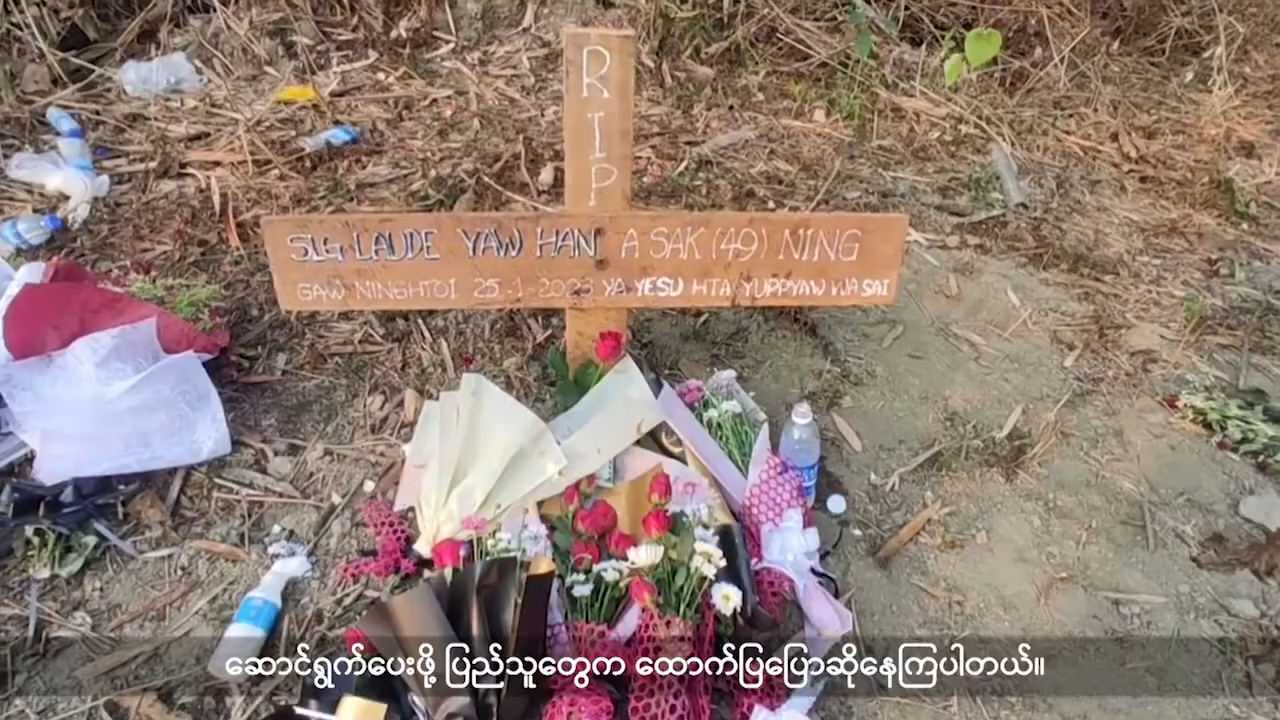 RIP
SLG LAUDE YAW HAN A SAK (49) NING
GAW NINGHTOI 25.1-2023 YA YESU HTA YUPPYAW WA SAI
ဆောင်ရွက်ပေးဖို့ ပြည်သူတွေက ထောက်ပြပြောဆိုနေကြပါတယ်။